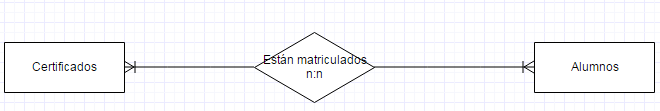 Certificados
Están matriculados
n:n
Alumnos